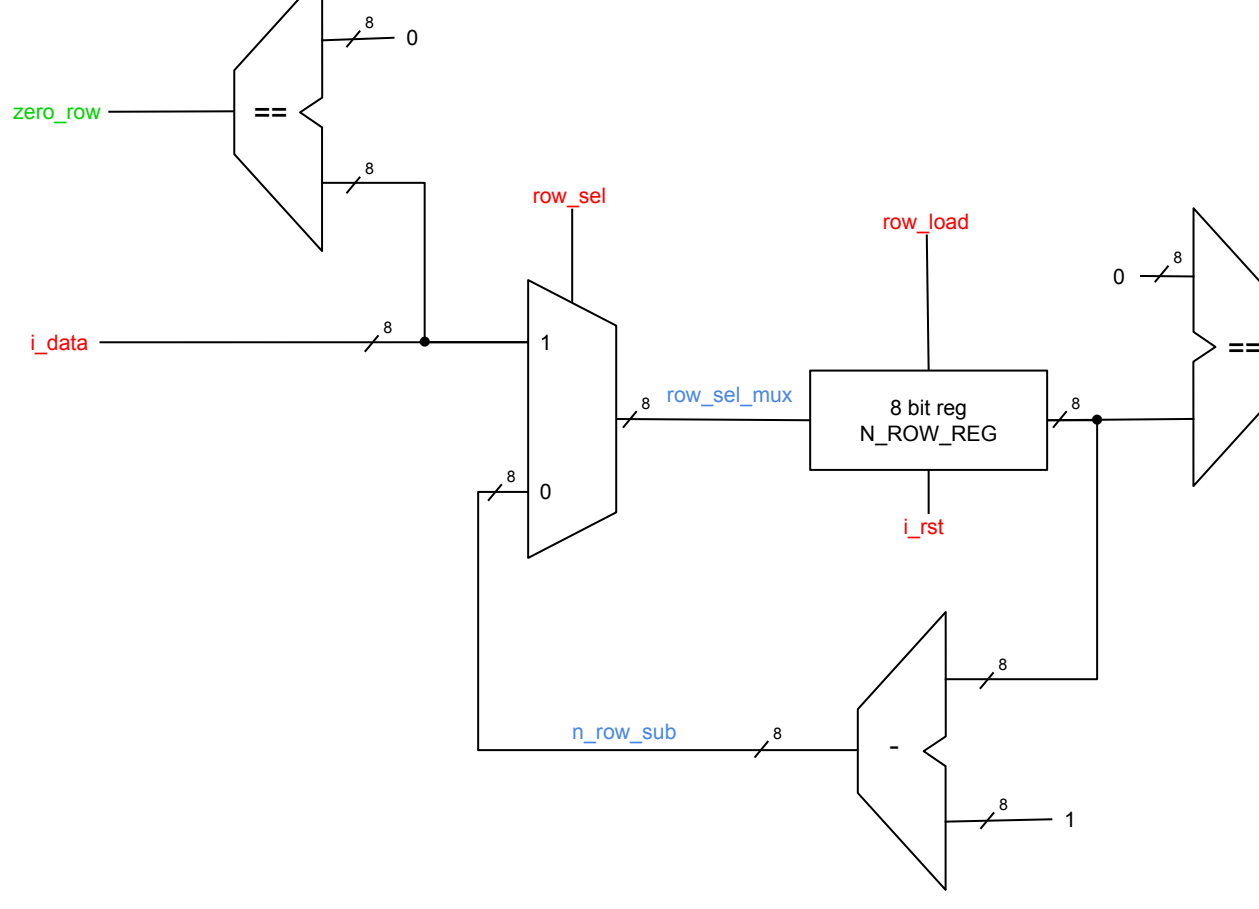 8
0
zero_row
==
8
row_sel
row_load
8
0
8
i_data
1
==
row_sel_mux
8
8 bit reg
N_ROW_REG
8
8
0
i_rst
8
n_row_sub
8
-
8
1